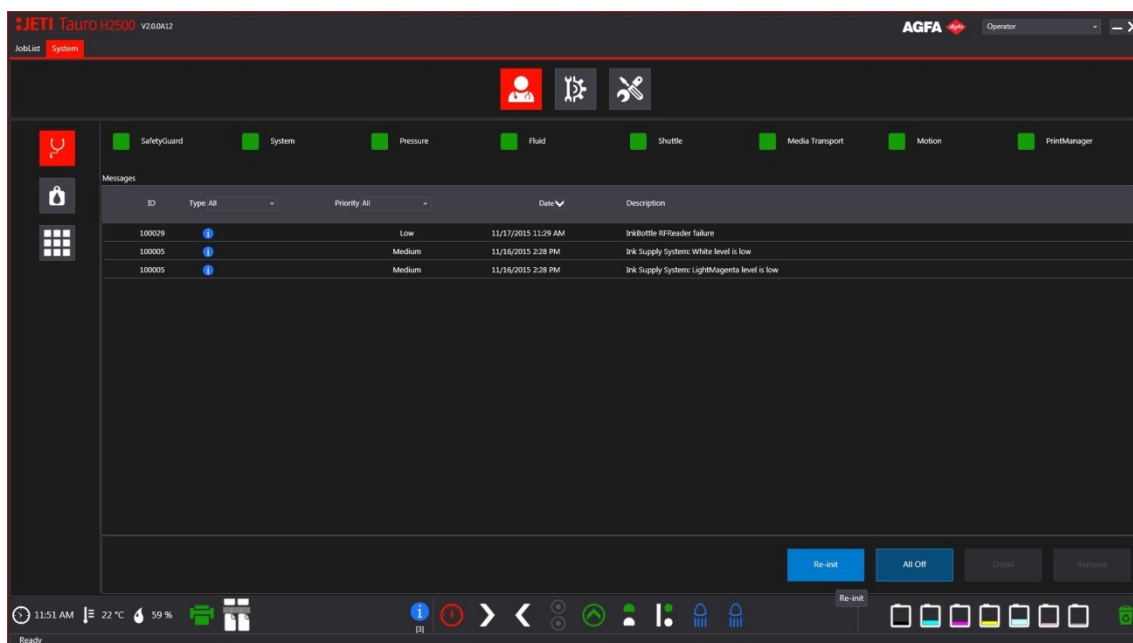 JETI Tauro H2500 V2.0.0A12
AGFA
Operator
JobList System
SafetyGuard System Pressure Fluid Shuttle Media Transport Motion PrintManager
Messages
ID Type All Priority All Date Description
100029 Low 11/17/2015 11:29 AM InkBottle RFReader failure
100005 Medium 11/16/2015 2:28 PM Ink Supply System: White level is low
100005 Medium 11/16/2015 2:28 PM Ink Supply System: LightMagenta level is low
Re-init All Off Detail Remove
Re-init
11:51 AM 22 °C 59 %
[3]
Ready